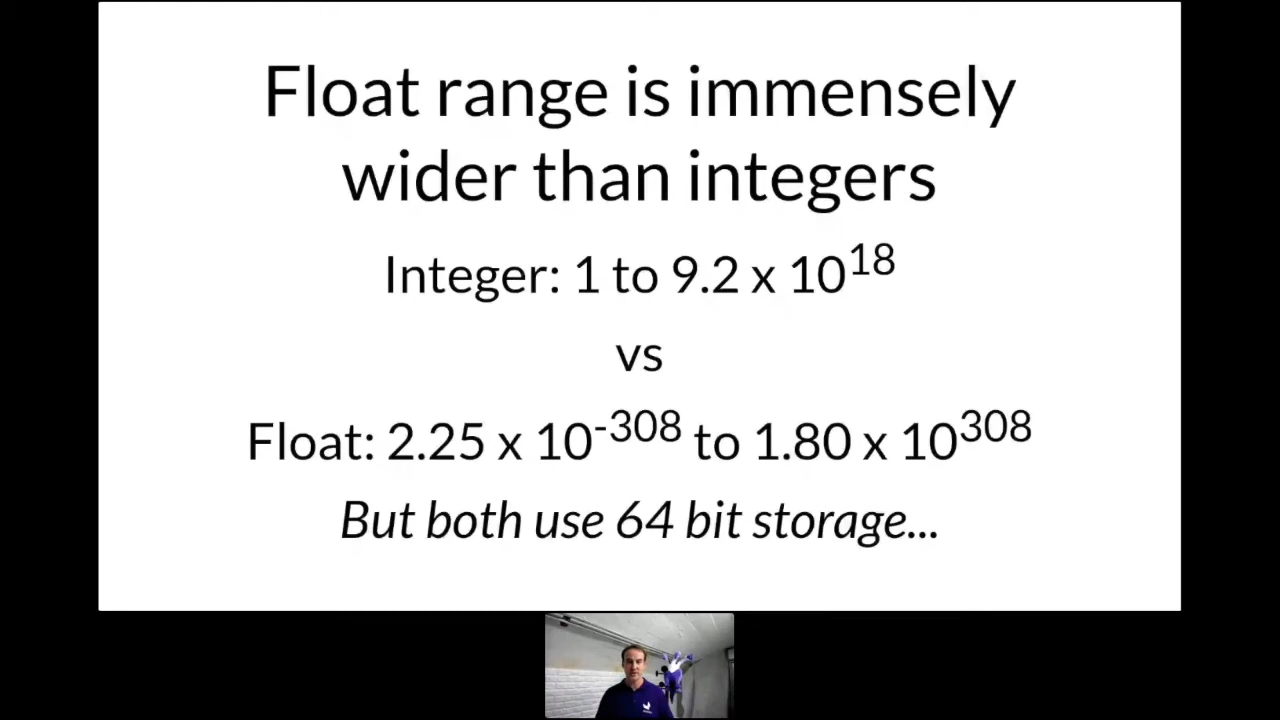 Float range is immensely
wider than integers
Integer: 1 to 9.2 x 10^18
vs
Float: 2.25 x 10^-308 to 1.80 x 10^308
But both use 64 bit storage...